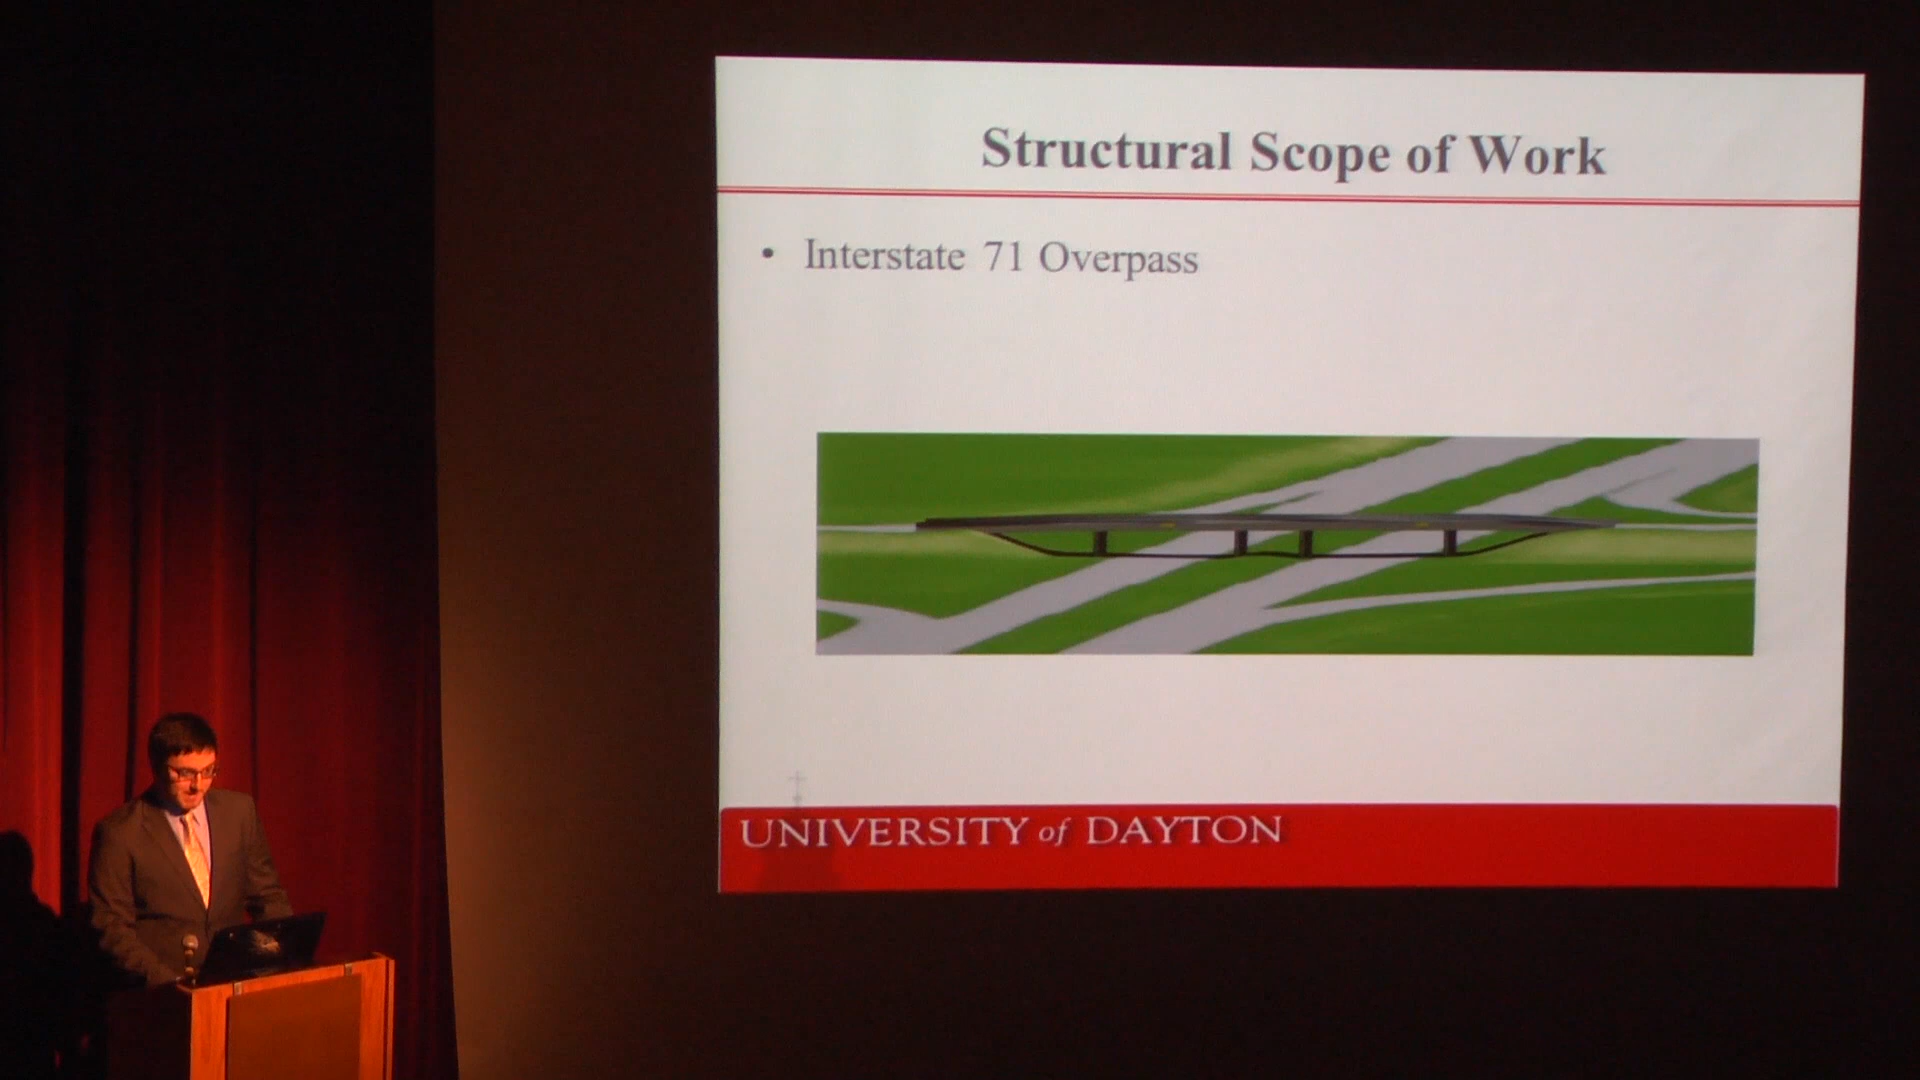 Structural Scope of Work
• Interstate 71 Overpass
UNIVERSITY of DAYTON